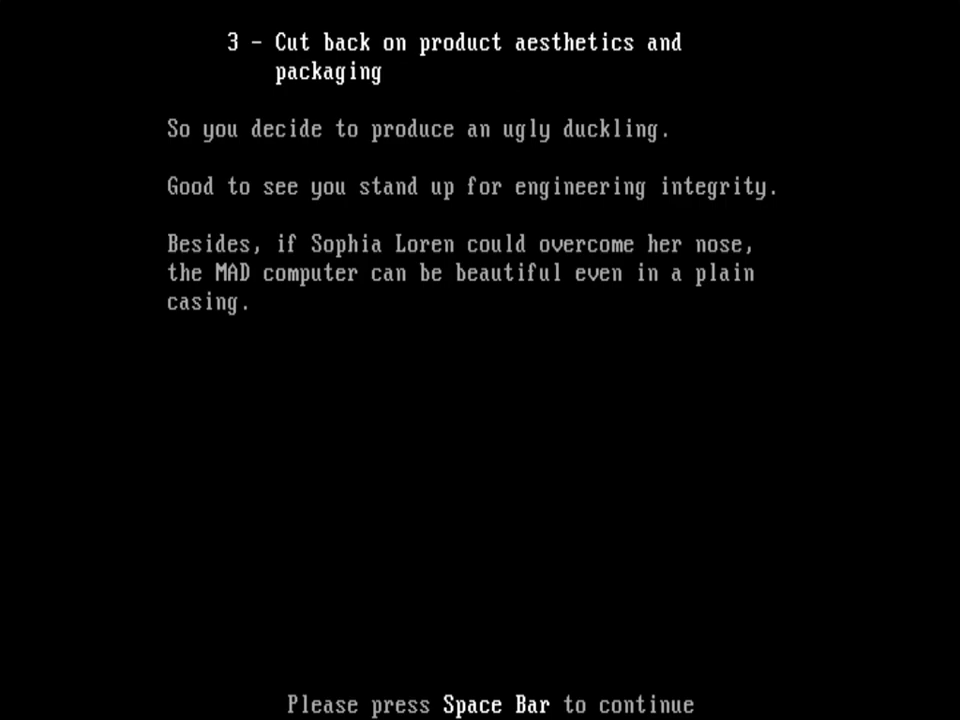 3 - Cut back on product aesthetics and
packaging
So you decide to produce an ugly duckling.
Good to see you stand up for engineering integrity.
Besides, if Sophia Loren could overcome her nose,
the MAD computer can be beautiful even in a plain
casing.
Please press Space Bar to continue